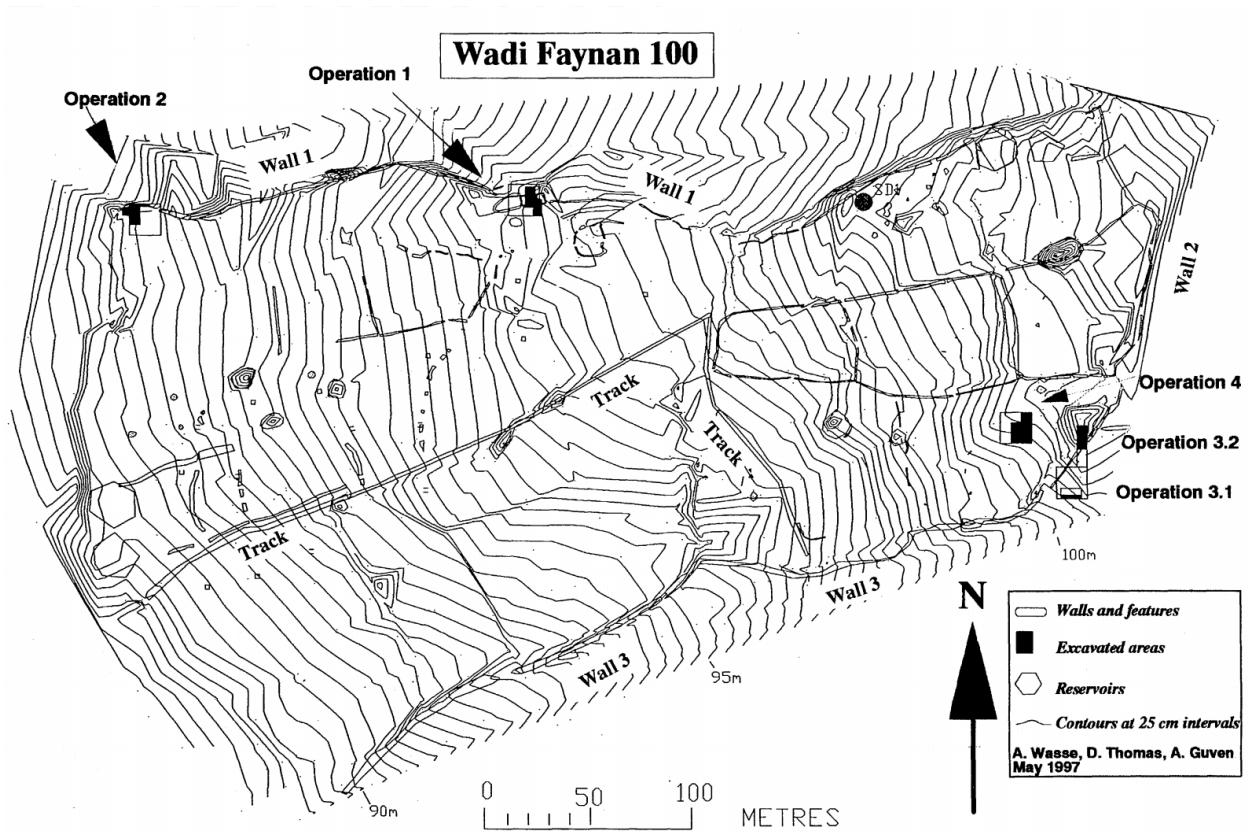 Wadi Faynan 100
Operation 1
Operation 2
Wall 1
Wall 1
SD1
Wall 2
Track
Operation 4
Track
Operation 3.2
Operation 3.1
Track
100m
Wall 3
N
Wall 3
95m
90m
Walls and features
Excavated areas
Reservoirs
Contours at 25 cm intervals
A. Wasse, D. Thomas, A. Guven
May 1997
0 50 100
METRES